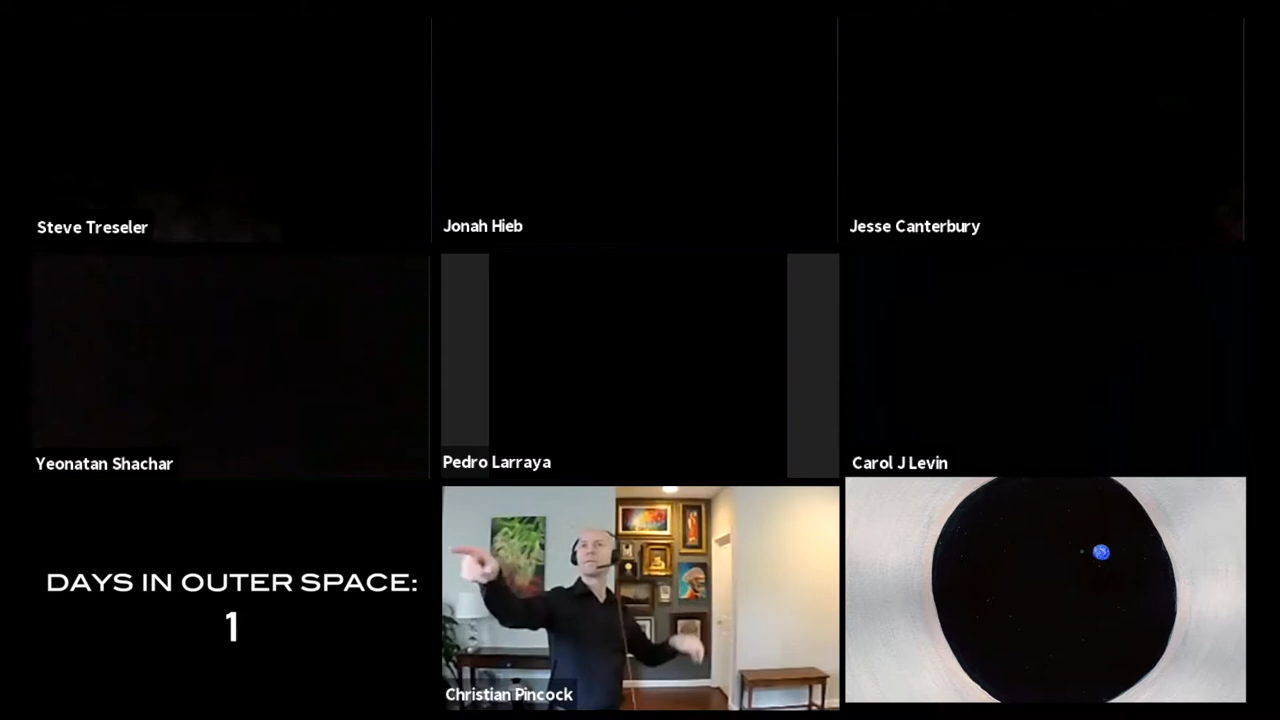 Steve Treseler
Jonah Hieb
Jesse Canterbury
Yeonatan Shachar
Pedro Larraya
Carol J Levin
DAYS IN OUTER SPACE:
1
Christian Pincock